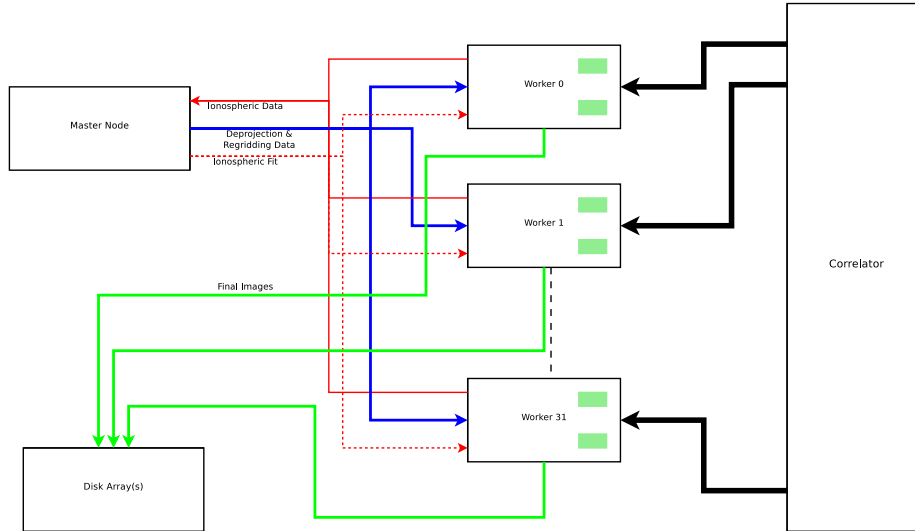 Worker 0
Ionospheric Data
Master Node
Deprojection &
Regridding Data
Ionospheric Fit
Worker 1
Correlator
Final Images
Worker 31
Disk Array(s)